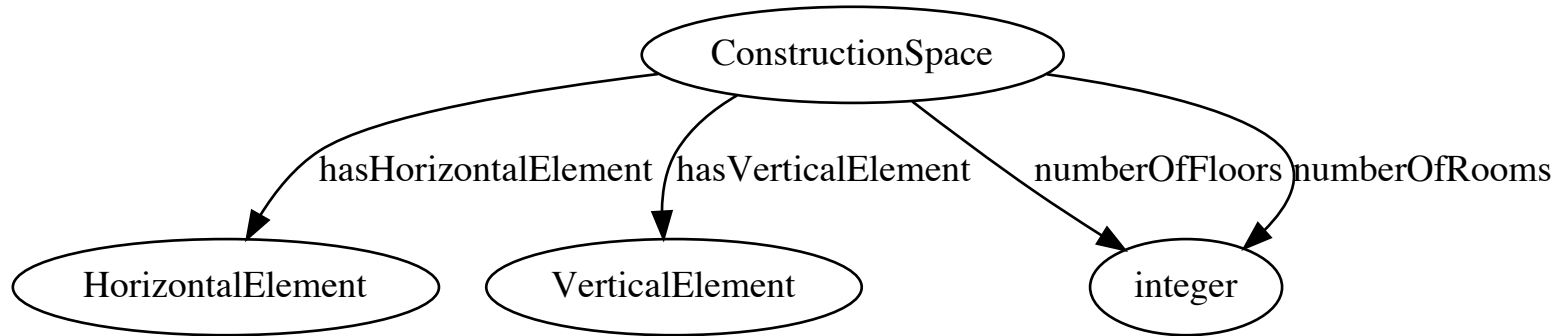 ConstructionSpace
hasHorizontalElement
hasVerticalElement
numberOfFloors
numberOfRooms
HorizontalElement
VerticalElement
integer